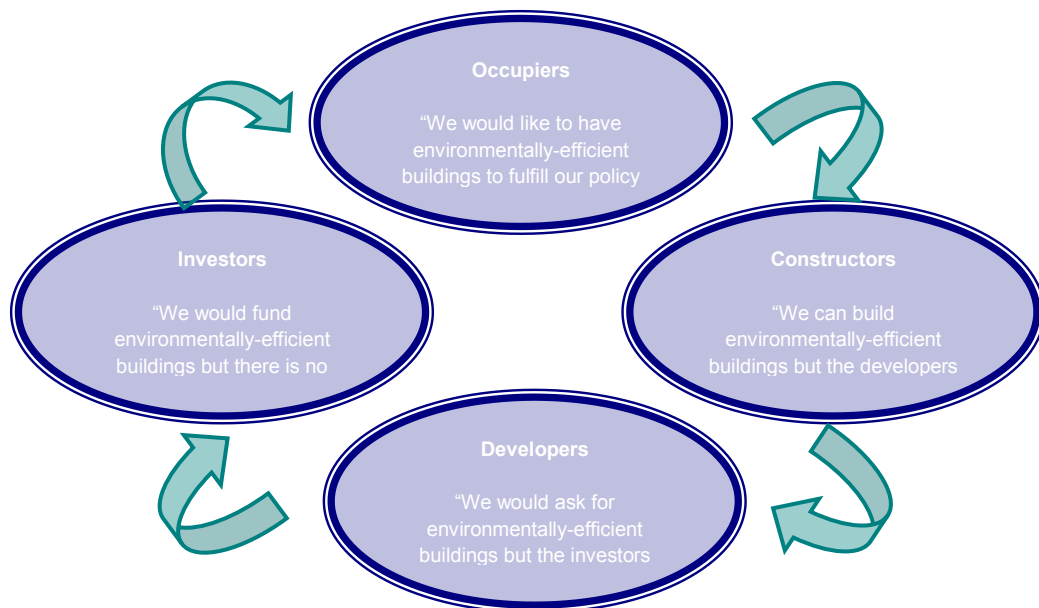 Occupiers
“We would like to have
environmentally-efficient
buildings to fulfill our policy
Investors
“We would fund
environmentally-efficient
buildings but there is no
Constructors
“We can build
environmentally-efficient
buildings but the developers
Developers
“We would ask for
environmentally-efficient
buildings but the investors